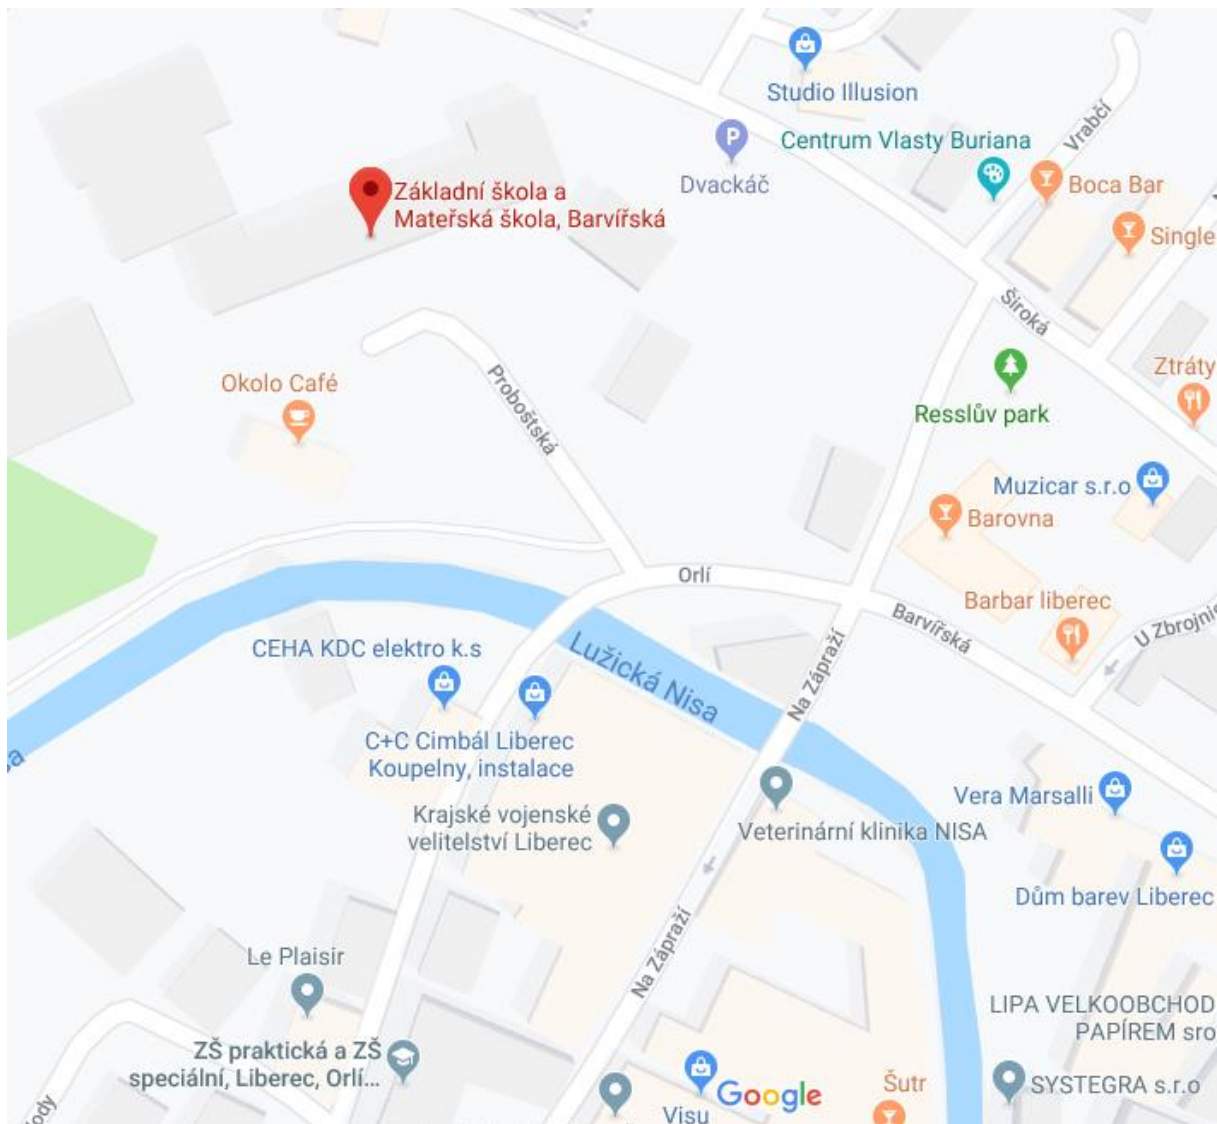 Studio Illusion
Vrabčí
Centrum Vlasty Buriana
P
Dvackáč
Boca Bar
Základní škola a
Mateřská škola, Barvířská
Single
Široká
Ztráty
Okolo Café
Proboštská
Resslův park
Muzicar s.r.o
Barovna
Orlí
Barbar liberec
Barvířská
U Zbrojnic
CEHA KDC elektro k.s
Lužická Nisa
Na Zápraží
C+C Cimbál Liberec
Koupelny, instalace
sa
Vera Marsalli
Krajské vojenské
velitelství Liberec
Veterinární klinika NISA
Dům barev Liberec
Na Zápraží
Le Plaisir
LIPA VELKOOBCHOD
PAPÍREM sro
ZŠ praktická a ZŠ
speciální, Liberec, Orlí...
Google
Šutr
SYSTEGRA s.r.o
Visu
ody